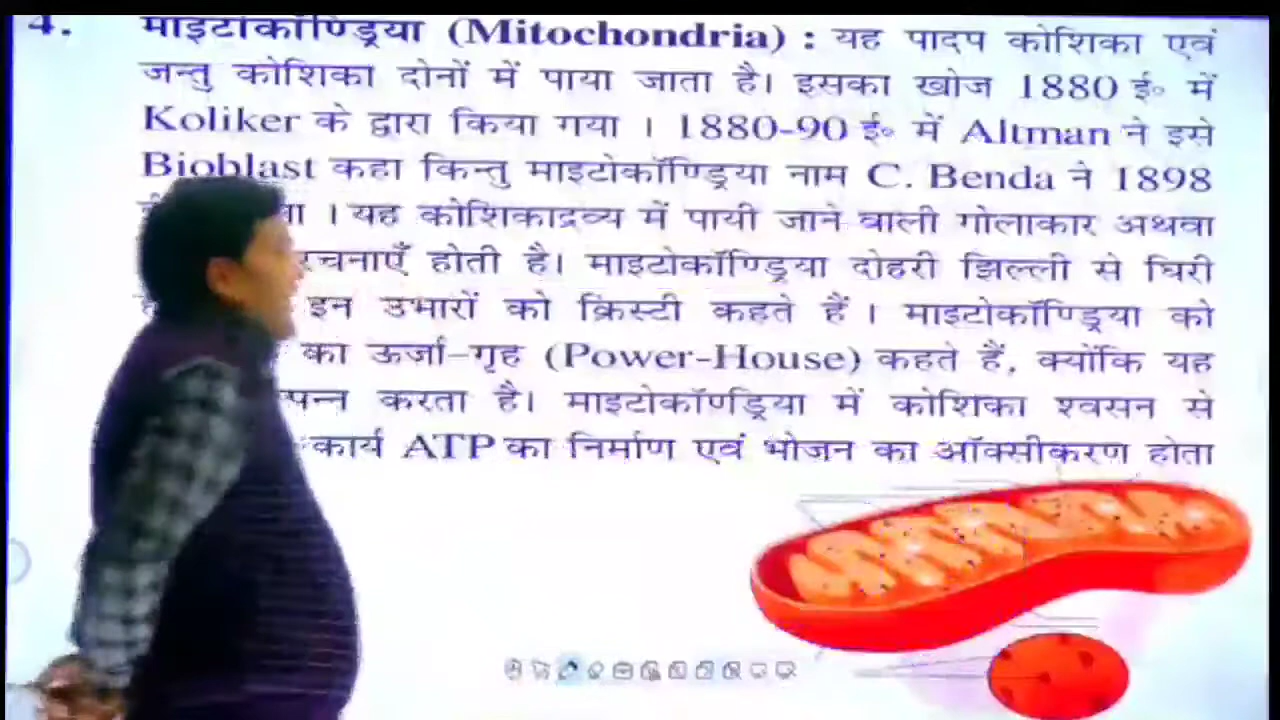 4. माइटोकॉण्ड्रिया (Mitochondria) : यह पादप कोशिका एवं
जन्तु कोशिका दोनों में पाया जाता है। इसका खोज 1880 ई॰ में
Koliker के द्वारा किया गया । 1880-90 ई॰ में Altman ने इसे
Bioblast कहा किन्तु माइटोकॉण्ड्रिया नाम C. Benda ने 1898
। यह कोशिकाद्रव्य में पायी जाने वाली गोलाकार अथवा
रचनाएँ होती है। माइटोकॉण्ड्रिया दोहरी झिल्ली से घिरी
इन उभारों को क्रिस्टी कहते हैं । माइटोकॉण्ड्रिया को
का ऊर्जा-गृह (Power-House) कहते हैं, क्योंकि यह
करता है। माइटोकॉण्ड्रिया में कोशिका श्वसन से
कार्य ATP का निर्माण एवं भोजन का ऑक्सीकरण होता